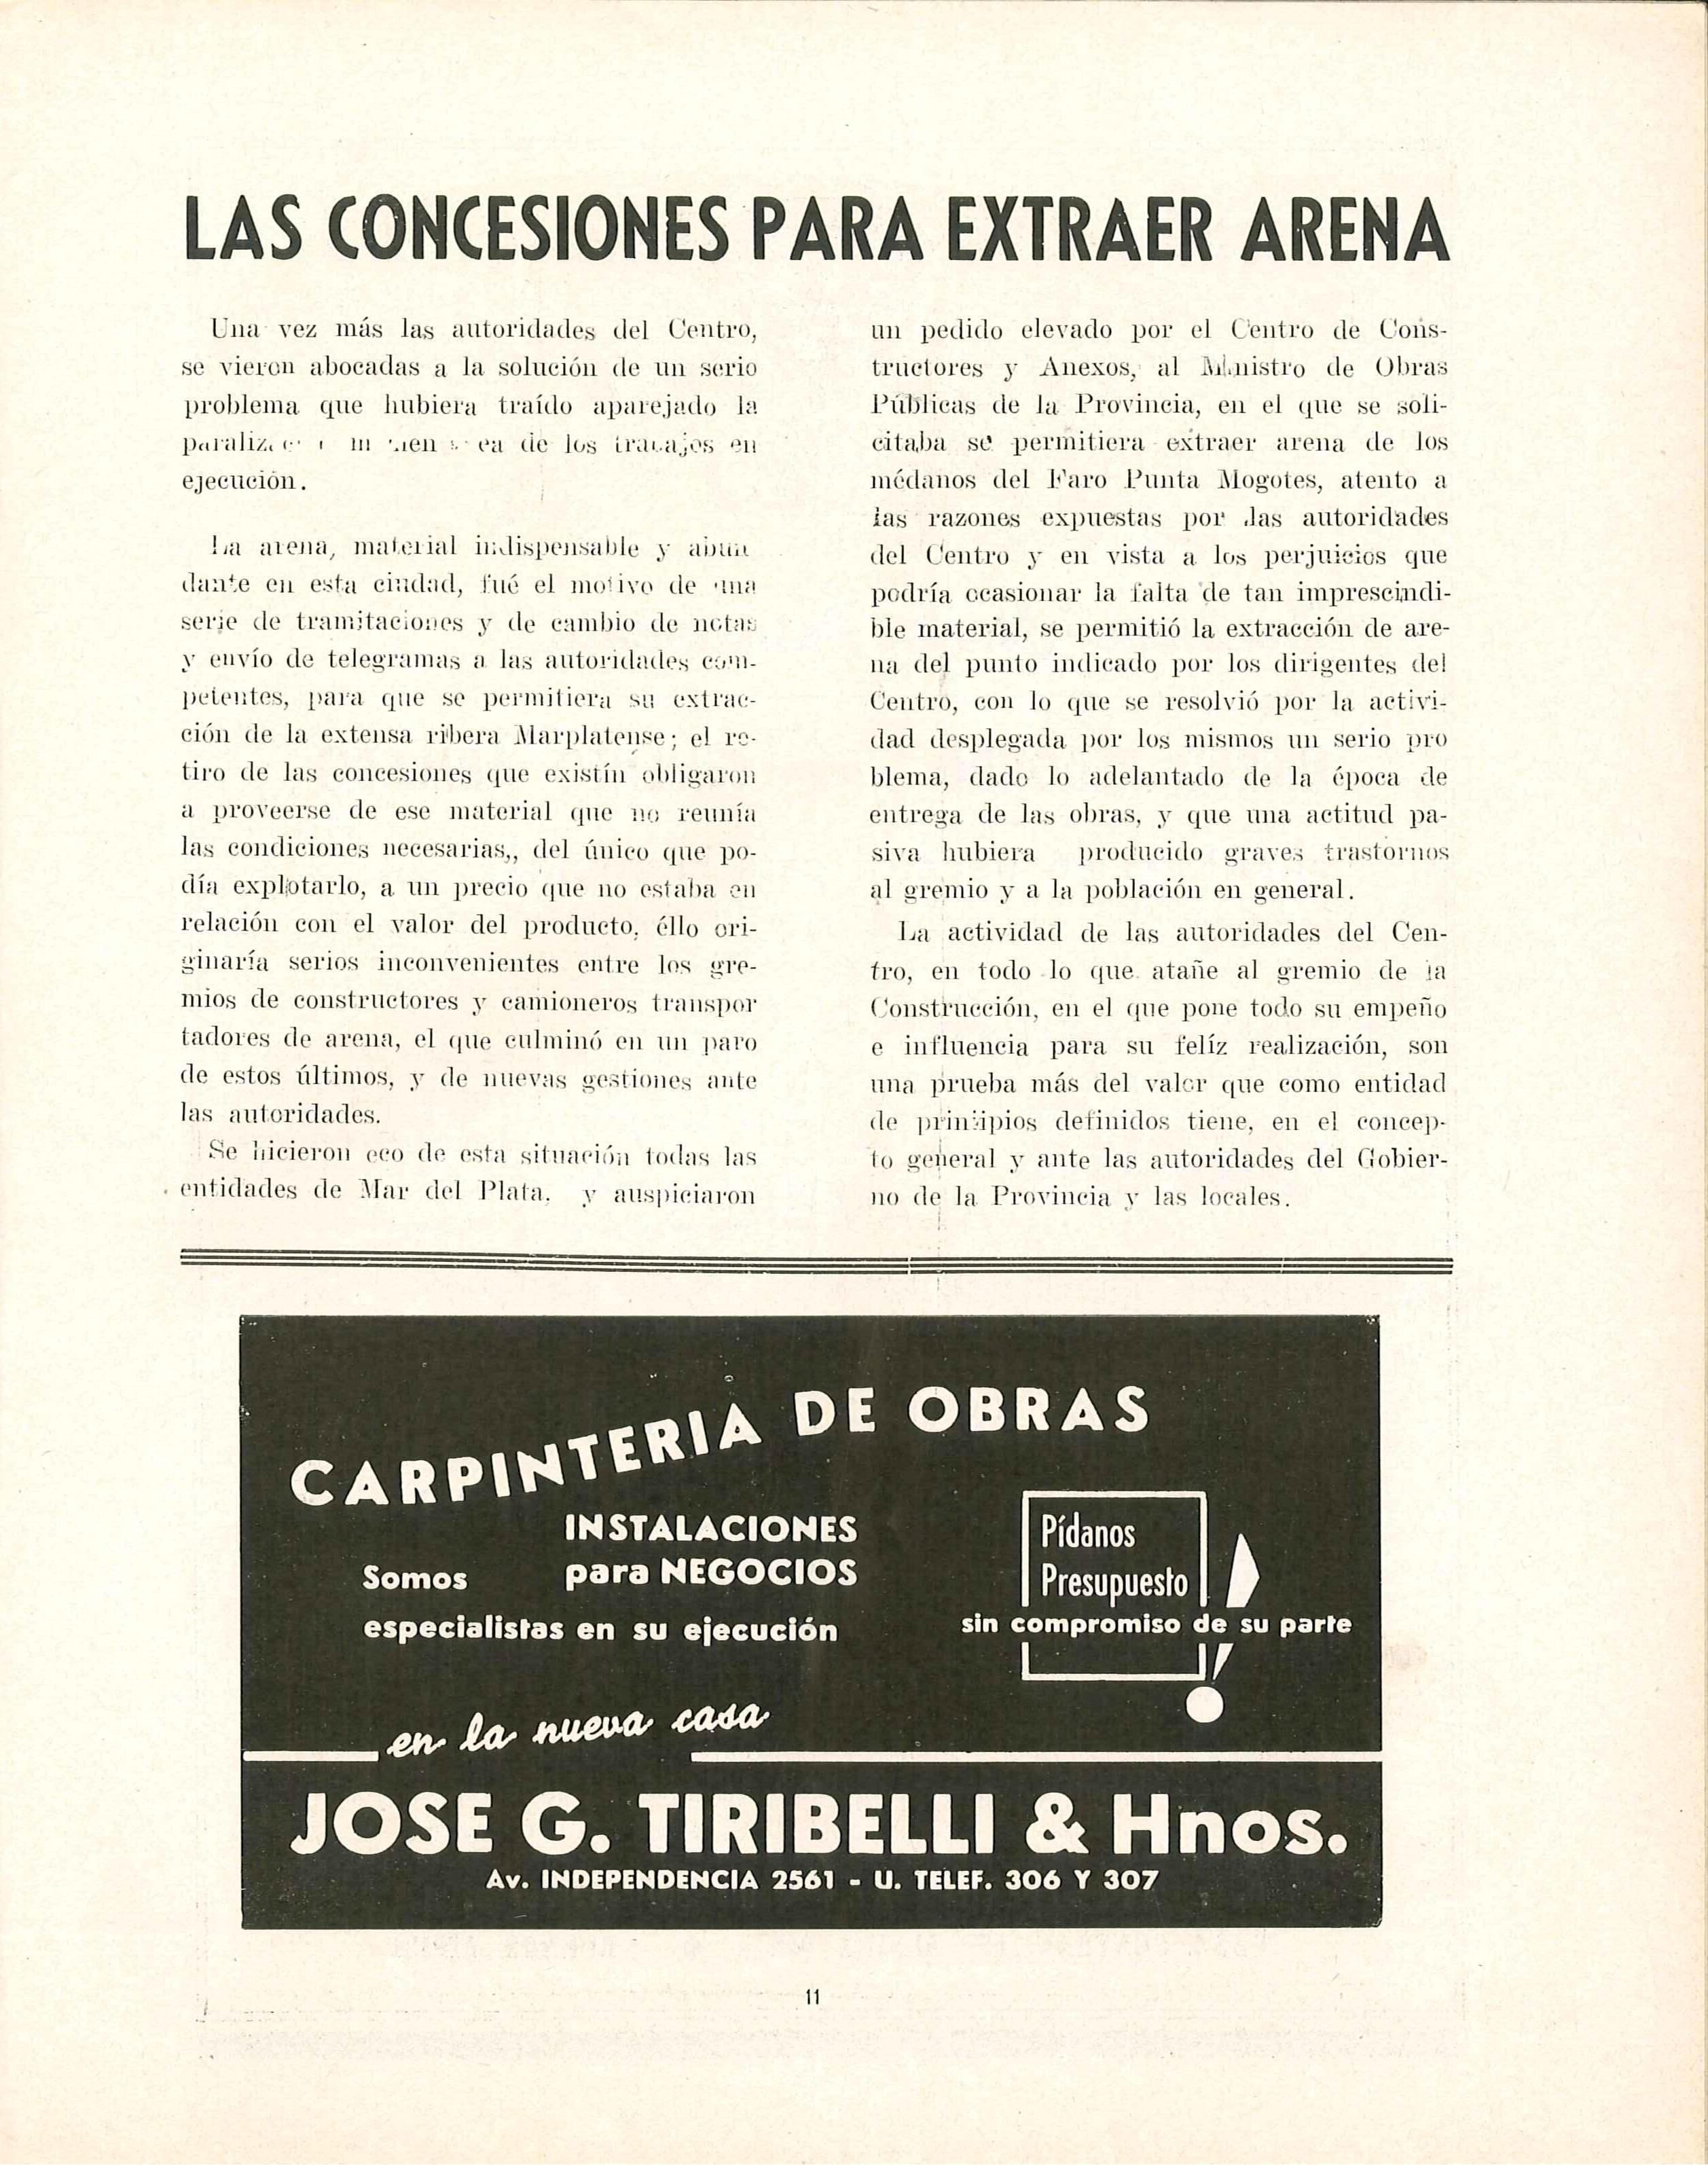 LAS CONCESIONES PARA EXTRAER ARENA
Una vez más las autoridades del Centro,
se vieron abocadas a la solución de un serio
problema que hubiera traído aparejado la
de los trabajos en
ejecución.
La arena, material indispensable y abun
dante en esta ciudad, fué el motivo de una
serie de tramitaciones y de cambio de notas
y envío de telegramas a las autoridades com-
petentes, para que se permitiera su extrac-
ción de la extensa ribera Marplatense; el re-
tiro de las concesiones que existín obligaron
a proveerse de ese material que no reunía
las condiciones necesarias,, del único que po-
día explotarlo, a un precio que no estaba en
relación con el valor del producto, éllo ori-
ginaría serios inconvenientes entre los gre-
mios de constructores y camioneros transpor
tadores de arena, el que culminó en un paro
de estos últimos, y de nuevas gestiones ante
las autoridades.
Se hicieron eco de esta situación todas las
entidades de Mar del Plata, y auspiciaron
un pedido elevado por el Centro de Cons-
tructores y Anexos, al Ministro de Obras
Públicas de la Provincia, en el que se soli-
citaba se permitiera extraer arena de los
médanos del Faro Punta Mogotes, atento a
las razones expuestas por las autoridades
del Centro y en vista a los perjuicios que
podría ocasionar la falta de tan imprescindi-
ble material, se permitió la extracción de are-
na del punto indicado por los dirigentes del
Centro, con lo que se resolvió por la activi-
dad desplegada por los mismos un serio pro
blema, dado lo adelantado de la época de
entrega de las obras, y que una actitud pa-
siva hubiera producido graves trastornos
al gremio y a la población en general.
La actividad de las autoridades del Cen-
tro, en todo lo que atañe al gremio de la
Construcción, en el que pone todo su empeño
e influencia para su felíz realización, son
una prueba más del valor que como entidad
de prinipios definidos tiene, en el concep-
to general y ante las autoridades del Gobier-
no de la Provincia y las locales.
CARPINTERIA DE OBRAS
INSTALACIONES
para NEGOCIOS
Somos
especialistas en su ejecución
Pídanos
Presupuesto
sin compromiso de su parte
en la nueva casa
JOSE G. TIRIBELLI & Hnos.
Av. INDEPENDENCIA 2561 - U. TELEF. 306 Y 307
11